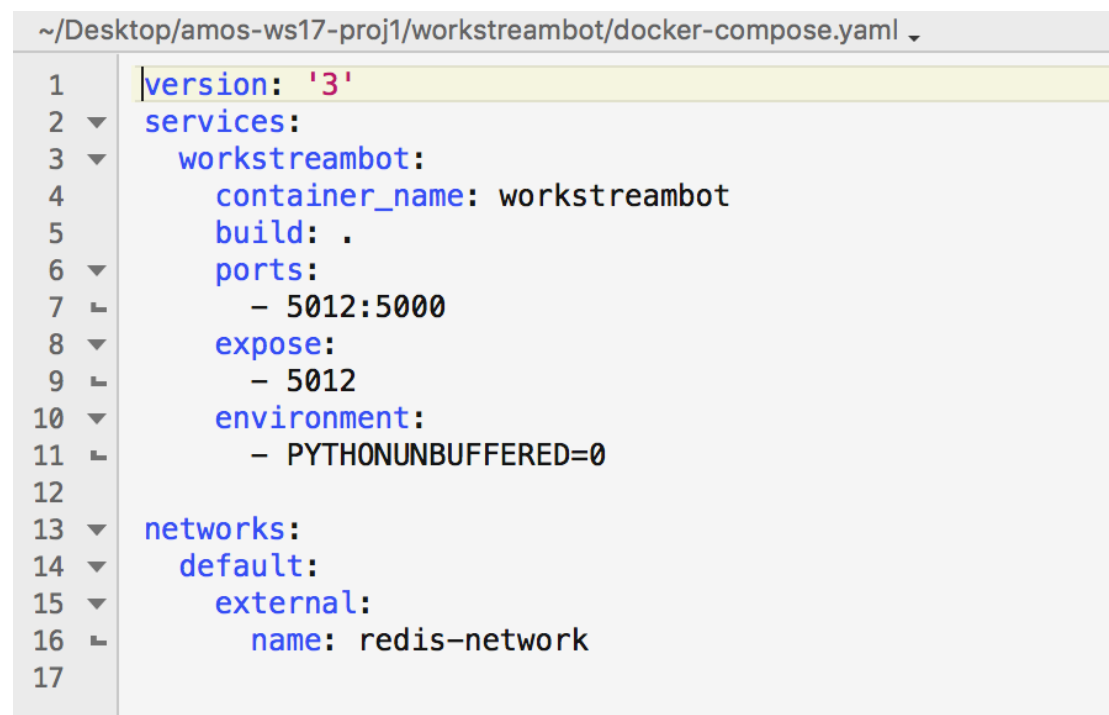 ~/Desktop/amos-ws17-proj1/workstreambot/docker-compose.yaml
1 version: '3'
2 services:
3   workstreambot:
4     container_name: workstreambot
5     build: .
6     ports:
7       - 5012:5000
8     expose:
9       - 5012
10     environment:
11       - PYTHONUNBUFFERED=0
12
13 networks:
14   default:
15     external:
16       name: redis-network
17